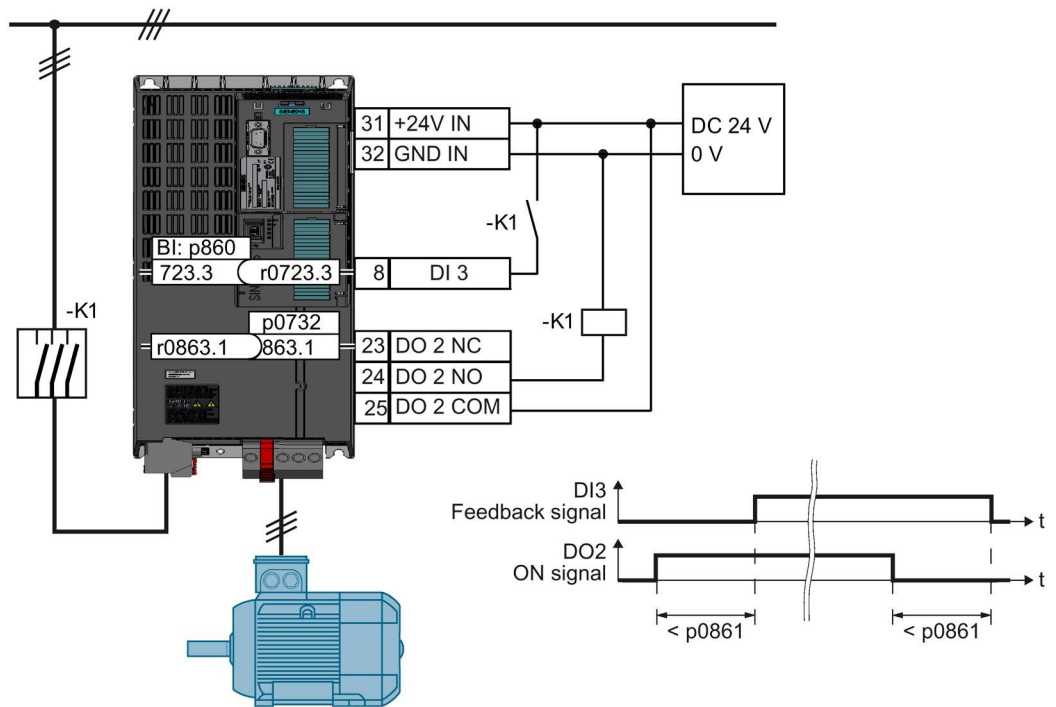 SIEMENS
31 +24V IN
32 GND IN
DC 24 V
0 V
-K1
BI: p860
723.3 r0723.3 8 DI 3
SIN
-K1
-K1
p0732
r0863.1 863.1 23 DO 2 NC
24 DO 2 NO
25 DO 2 COM
DI3
Feedback signal
t
DO2
ON signal
t
< p0861 < p0861